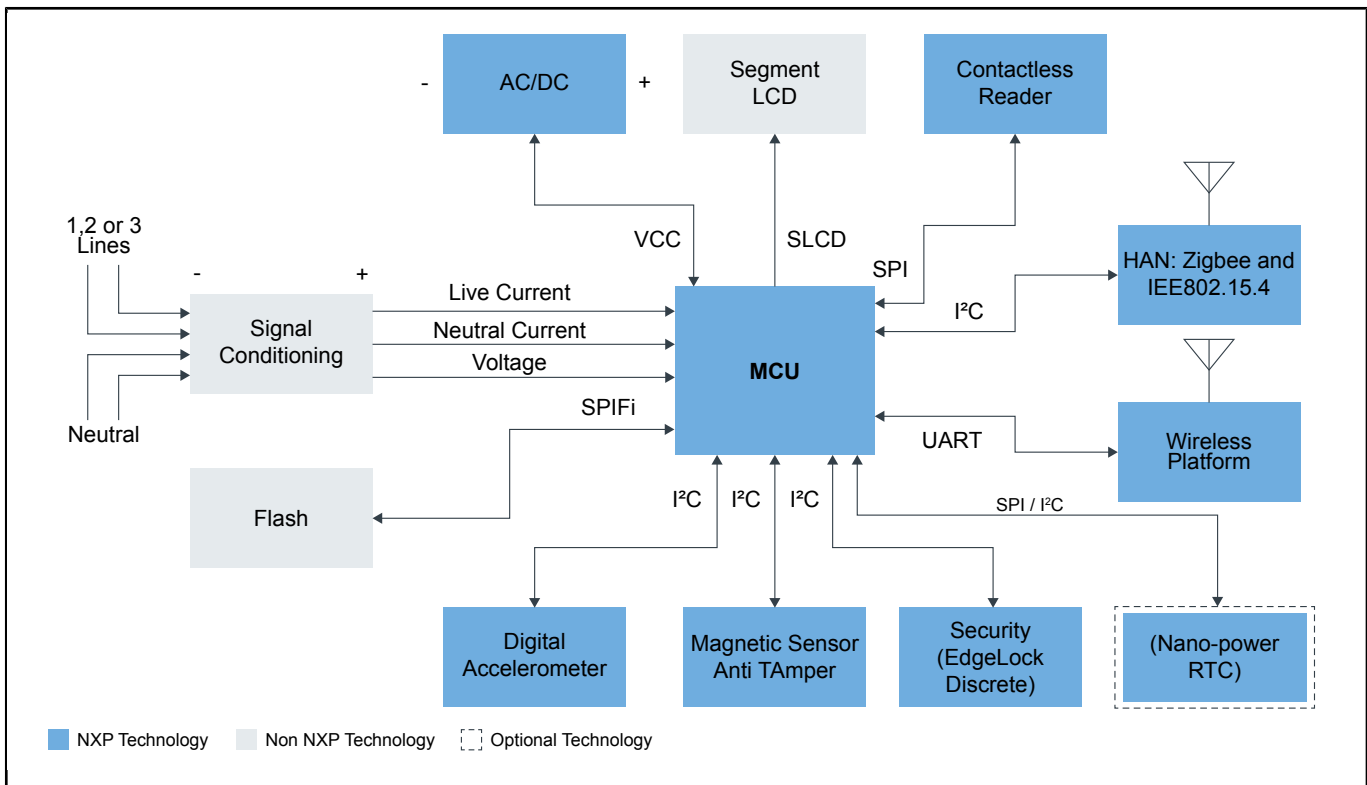 -
AC/DC
+
Segment
LCD
Contactless
Reader
1,2 or 3
Lines
VCC
SLCD
SPI
HAN: Zigbee and
IEE802.15.4
-
+
Signal
Conditioning
Live Current
Neutral Current
Voltage
I²C
MCU
Neutral
SPIFi
UART
Wireless
Platform
Flash
I²C
I²C
I²C
SPI / I²C
Digital
Accelerometer
Magnetic Sensor
Anti TAmper
Security
(EdgeLock
Discrete)
(Nano-power
RTC)
NXP Technology
Non NXP Technology
Optional Technology